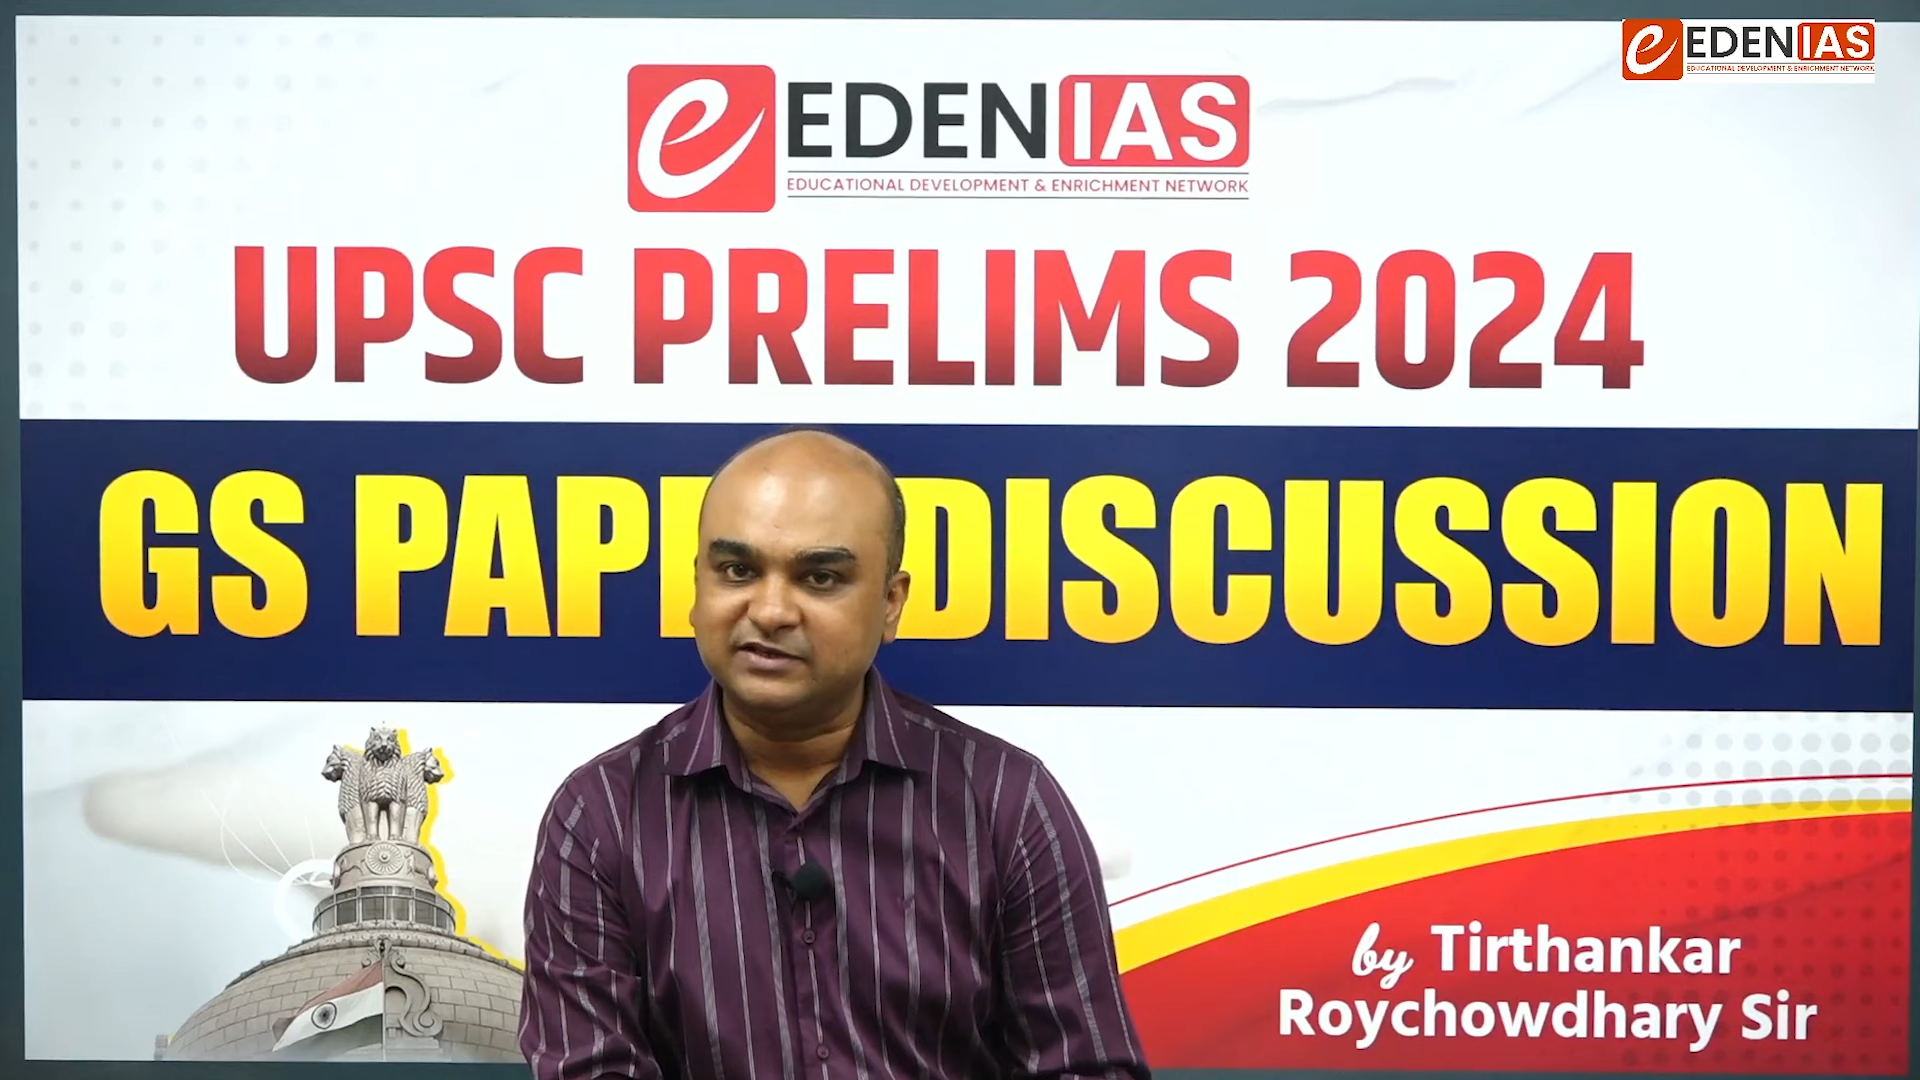 e EDEN IAS
EDUCATIONAL DEVELOPMENT & ENRICHMENT NETWORK
e EDEN IAS
EDUCATIONAL DEVELOPMENT & ENRICHMENT NETWORK
UPSC PRELIMS 2024
GS PAPE DISCUSSION
by Tirthankar
Roychowdhary Sir